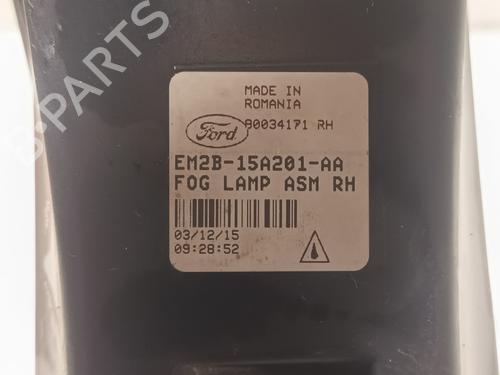 MADE IN
ROMANIA
90034171 RH
Ford
EM2B-15A201-AA
FOG LAMP ASM RH
03/12/15
09:28:52
B-PARTS